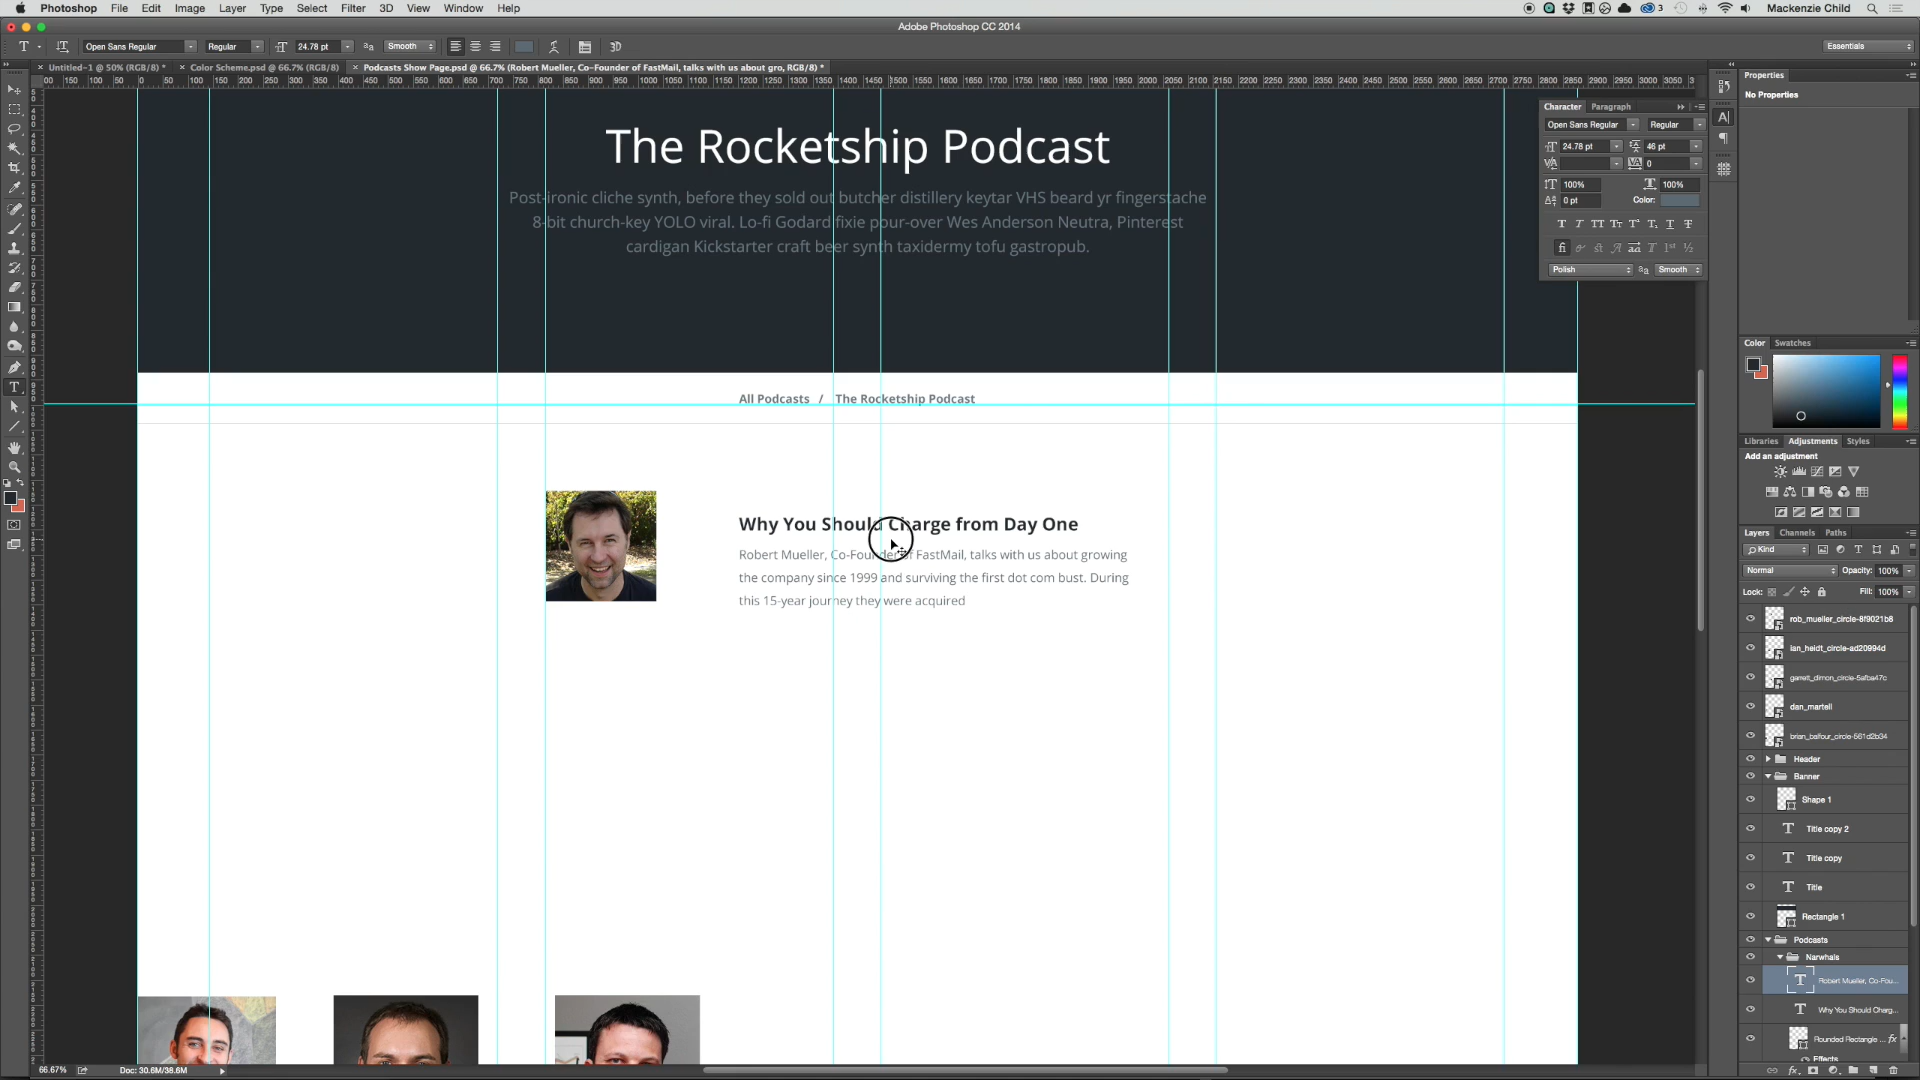 Photoshop File Edit Image Layer Type Select Filter 3D View Window Help
3 Mackenzie Child
Adobe Photoshop CC 2014
T Open Sans Regular Regular 24.78 pt Smooth 3D Essentials
Untitled-1 @ 50% (RGB/8) * Color Scheme.psd @ 66.7% (RGB/8) Podcasts Show Page.psd @ 66.7% (Robert Mueller, Co-Founder of FastMail, talks with us about gro, RGB/8) *
The Rocketship Podcast
Post-ironic cliche synth, before they sold out butcher distillery keytar VHS beard yr fingerstache
8-bit church-key YOLO viral. Lo-fi Godard fixie pour-over Wes Anderson Neutra, Pinterest
cardigan Kickstarter craft beer synth taxidermy tofu gastropub.
All Podcasts / The Rocketship Podcast
Why You Should Charge from Day One
Robert Mueller, Co-Founder of FastMail, talks with us about growing
the company since 1999 and surviving the first dot com bust. During
this 15-year journey they were acquired
66.67% Doc: 30.6M/38.6M
Character Paragraph
Open Sans Regular Regular
24.78 pt 46 pt
0
100% 100%
0 pt Color:
Polish Smooth
Properties
No Properties
Color Swatches
Libraries Adjustments Styles
Add an adjustment
Layers Channels Paths
Kind
Normal Opacity: 100%
Lock: Fill: 100%
rob_mueller_circle-8f9021b8
ian_heidt_circle-ad20994d
garrett_dimon_circle-5afba47c
dan_martell
brian_balfour_circle-561d2b34
Header
Banner
Shape 1
Title copy 2
Title copy
Title
Rectangle 1
Podcasts
Narwhals
Robert Mueller, Co-Fou...
Why You Should Charg...
Rounded Rectangle ... fx
Effects